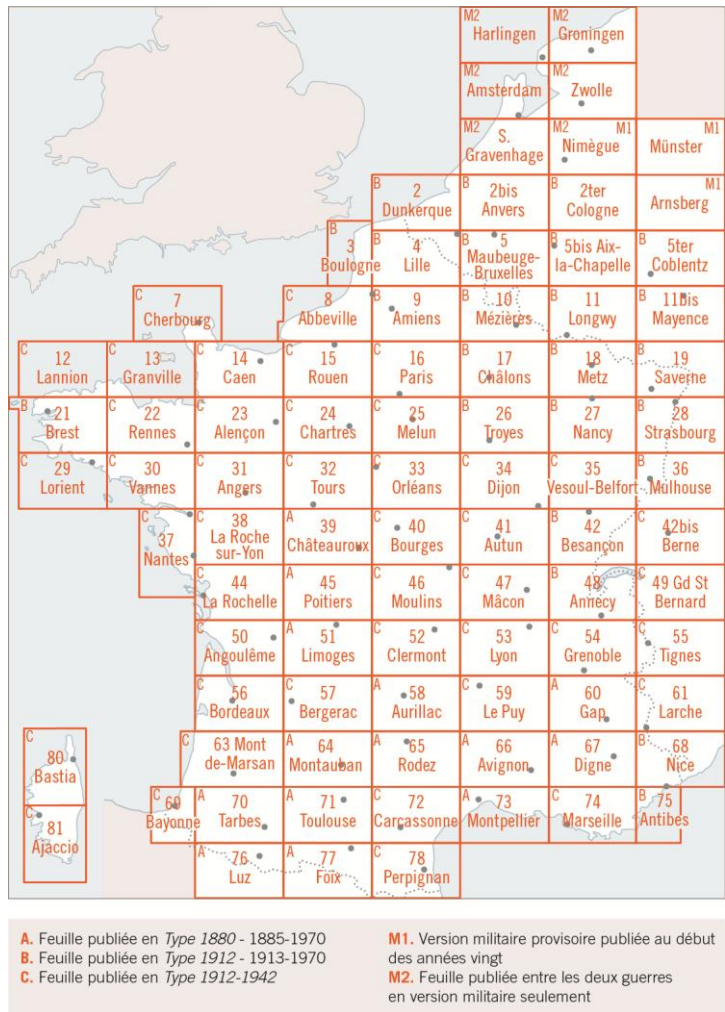 M2 M2
Harlingen Groningen
M2 M2
Amsterdam Zwolle
M2 M2 M1 M1
S. Gravenhage Nimègue Münster
B B B M1
2 2bis 2ter
Dunkerque Anvers Cologne Arnsberg
B B B B B
3 4 5 5bis Aix- 5ter
Boulogne Lille Maubeuge- la-Chapelle Coblentz
Bruxelles
C C B B B B
7 8 9 10 11 11bis
Cherbourg Abbeville Amiens Mézières Longwy Mayence
C C C C C B B B
12 13 14 15 16 17 18 19
Lannion Granville Caen Rouen Paris Châlons Metz Saverne
B C C C C B B B
21 22 23 24 25 26 27 28
Brest Rennes Alençon Chartres Melun Troyes Nancy Strasbourg
C C C C C C C B
29 30 31 32 33 34 35 36
Lorient Vannes Angers Tours Orléans Dijon Vesoul-Belfort Mulhouse
C C A C C B C
37 38 39 40 41 42 42bis
Nantes La Roche Châteauroux Bourges Autun Besançon Berne
sur-Yon
C A C C B C
44 45 46 47 48 49 Gd St
La Rochelle Poitiers Moulins Mâcon Annecy Bernard
C A C C C C
50 51 52 53 54 55
Angoulême Limoges Clermont Lyon Grenoble Tignes
C C A C A C
56 57 58 59 60 61
Bordeaux Bergerac Aurillac Le Puy Gap Larche
C C A A A A B
80 63 Mont 64 65 66 67 68
Bastia de-Marsan Montauban Rodez Avignon Digne Nice
C C A A C A C B
81 69 70 71 72 73 74 75
Ajaccio Bayonne Tarbes Toulouse Carcassonne Montpellier Marseille Antibes
A A C
76 77 78
Luz Foix Perpignan
A. Feuille publiée en Type 1880 - 1885-1970
B. Feuille publiée en Type 1912 - 1913-1970
C. Feuille publiée en Type 1912-1942
M1. Version militaire provisoire publiée au début
des années vingt
M2. Feuille publiée entre les deux guerres
en version militaire seulement